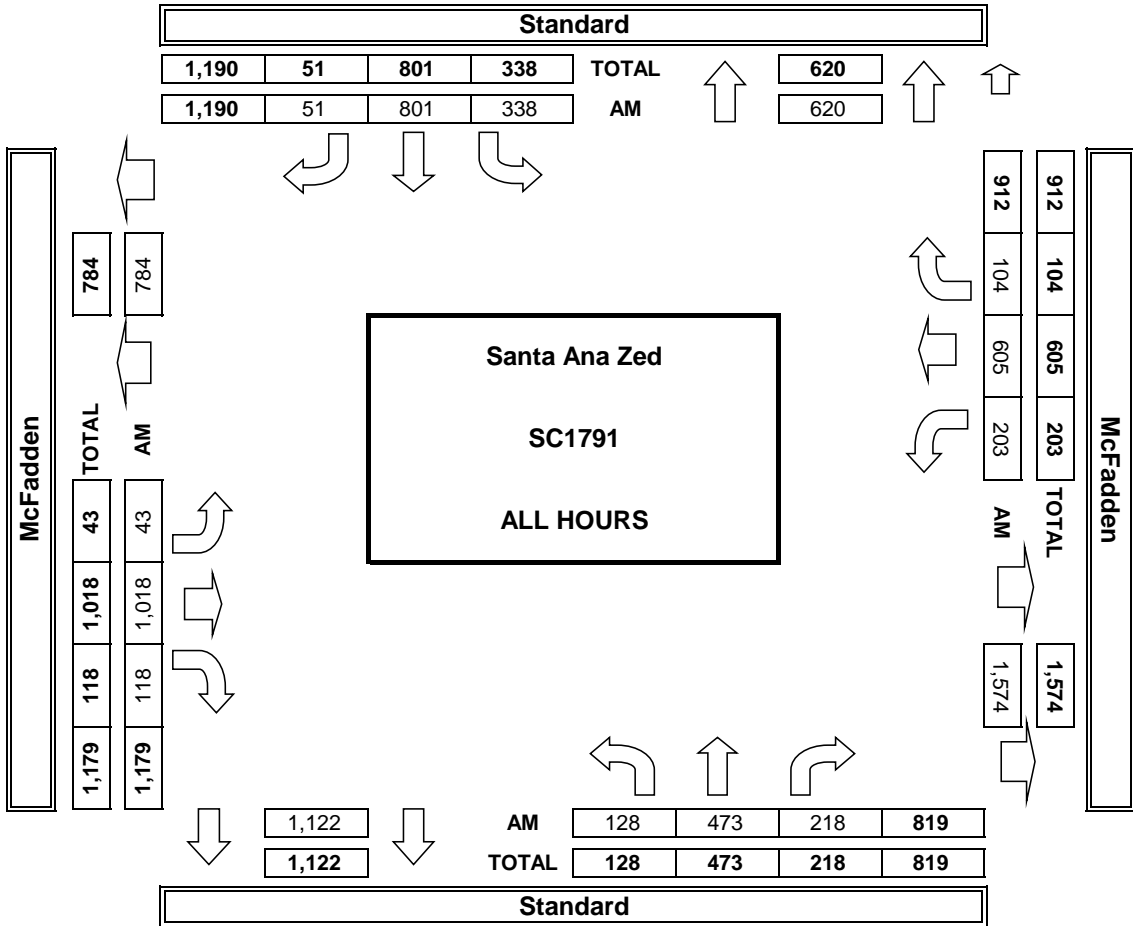 Standard
1,190 51 801 338 TOTAL 620
1,190 51 801 338 AM 620
McFadden
TOTAL 784
AM 784
43 1,018 118 1,179
43 1,018 118 1,179
Santa Ana Zed
SC1791
ALL HOURS
912 104 605 203 AM 1,574
912 104 605 203 TOTAL 1,574
McFadden
1,122 AM 128 473 218 819
1,122 TOTAL 128 473 218 819
Standard